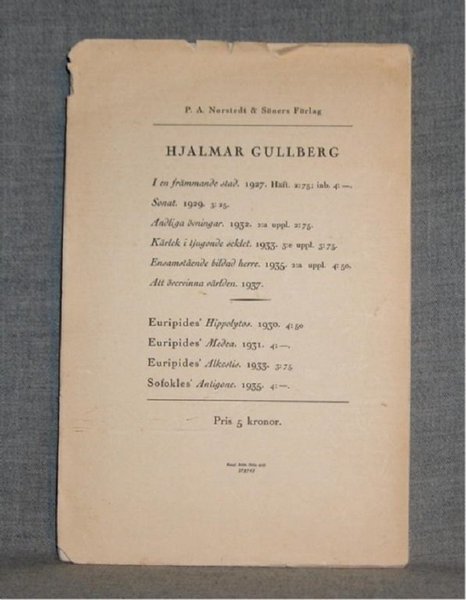 P. A. Norstedt & Söners Förlag
HJALMAR GULLBERG
I en främmande stad. 1927. Häft. 2:75; inb. 4:—.
Sonat. 1929. 3:25.
Andliga övningar. 1932. 2:a uppl. 2:75.
Kärlek i tjugonde seklet. 1933. 5:e uppl. 3:75.
Ensamstående bildad herre. 1935. 2:a uppl. 4:50.
Att övervinna världen. 1937.
Euripides' Hippolytos. 1930. 4:50
Euripides' Medea. 1931. 4:—.
Euripides' Alkestis. 1933. 3:75
Sofokles' Antigone. 1935. 4:—.
Pris 5 kronor.